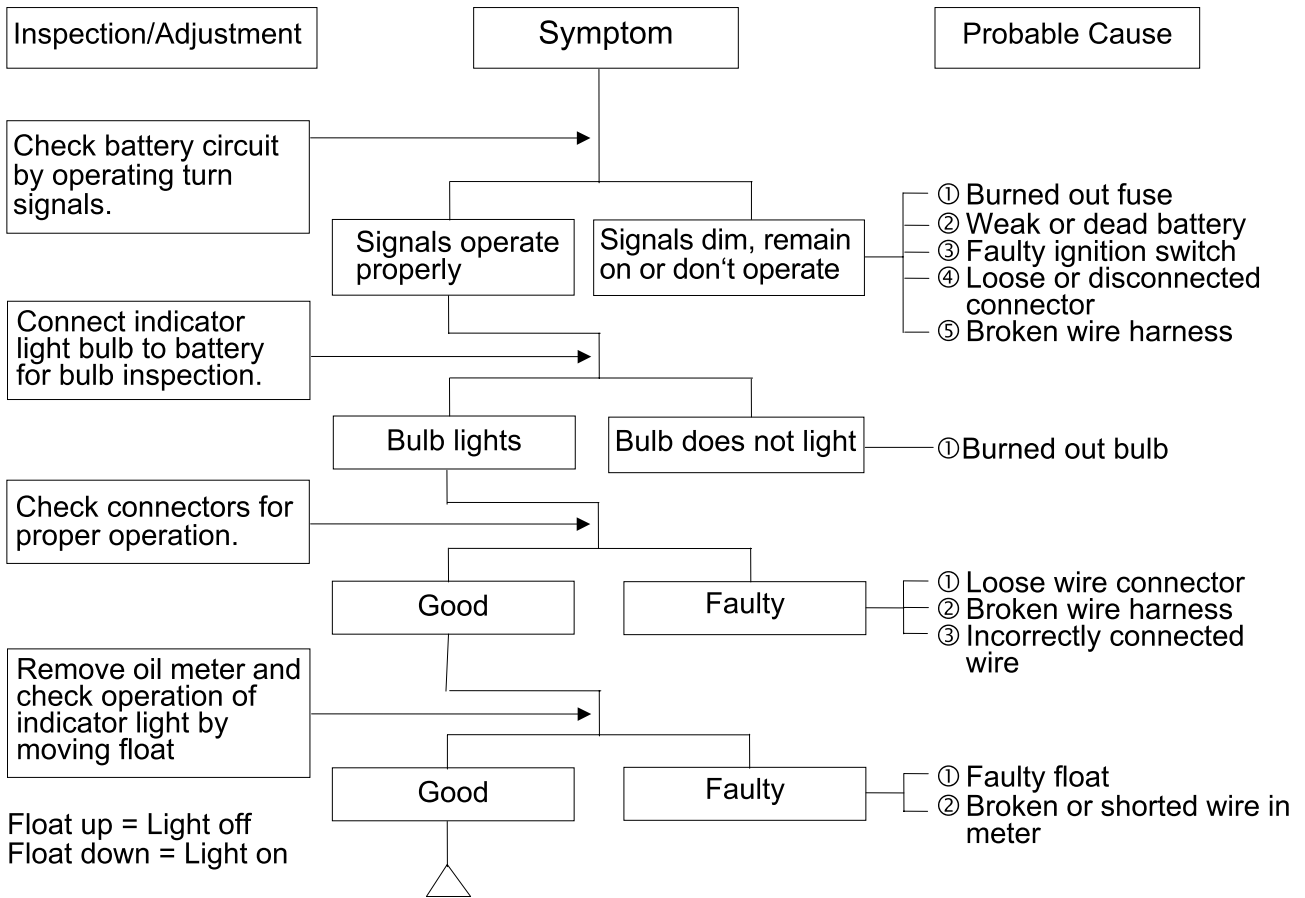 Inspection/Adjustment
Symptom
Probable Cause
Check battery circuit
by operating turn
signals.
Signals operate
properly
Signals dim, remain
on or don‘t operate
① Burned out fuse
② Weak or dead battery
③ Faulty ignition switch
④ Loose or disconnected
connector
⑤ Broken wire harness
Connect indicator
light bulb to battery
for bulb inspection.
Bulb lights
Bulb does not light
①Burned out bulb
Check connectors for
proper operation.
Good
Faulty
① Loose wire connector
② Broken wire harness
③ Incorrectly connected
wire
Remove oil meter and
check operation of
indicator light by
moving float
Good
Faulty
① Faulty float
② Broken or shorted wire in
meter
Float up = Light off
Float down = Light on